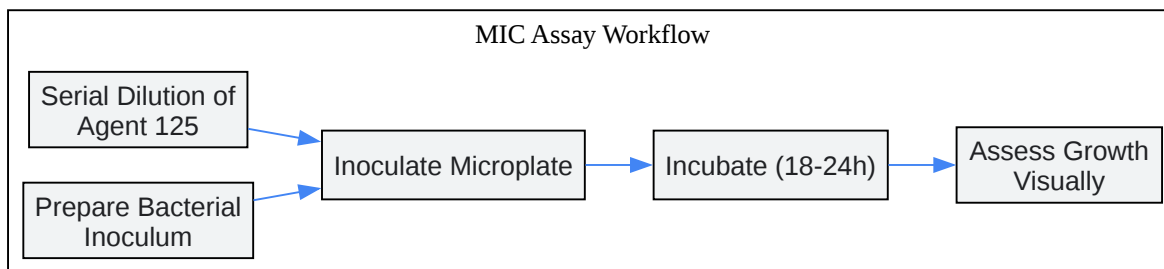 MIC Assay Workflow
Serial Dilution of
Agent 125
Prepare Bacterial
Inoculum
Inoculate Microplate
Incubate (18-24h)
Assess Growth
Visually